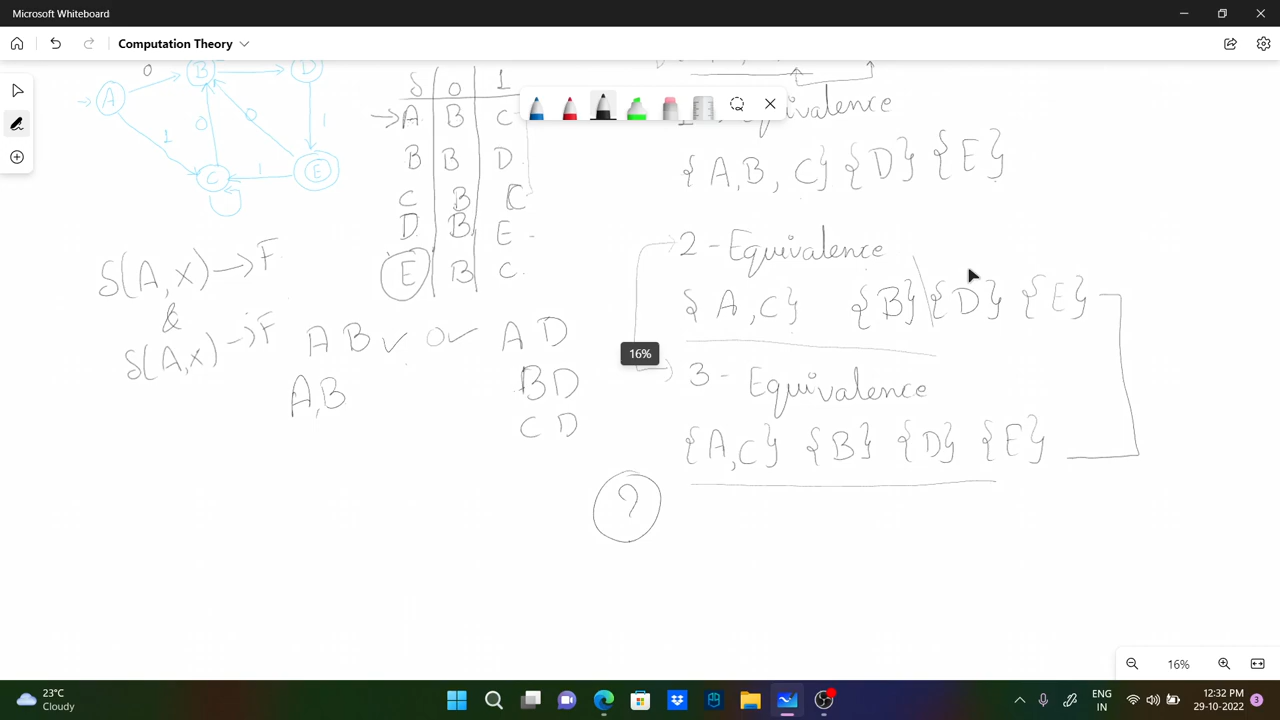 Microsoft Whiteboard
Computation Theory
0 B D
A
1 0 0 1
C 1 E
δ 0 1
→A B C
B B D
C B C
D B E
E B C
Equivalence
{A,B, C} {D} {E}
2 - Equivalence
{A,C} {B} {D} {E}
16%
3 - Equivalence
{A,C} {B} {D} {E}
?
δ(A,x)→F
&
δ(A,x)→F
A B ✓ or A D
A,B B D
C D
16%
23°C
Cloudy
ENG
IN
12:32 PM
29-10-2022
3